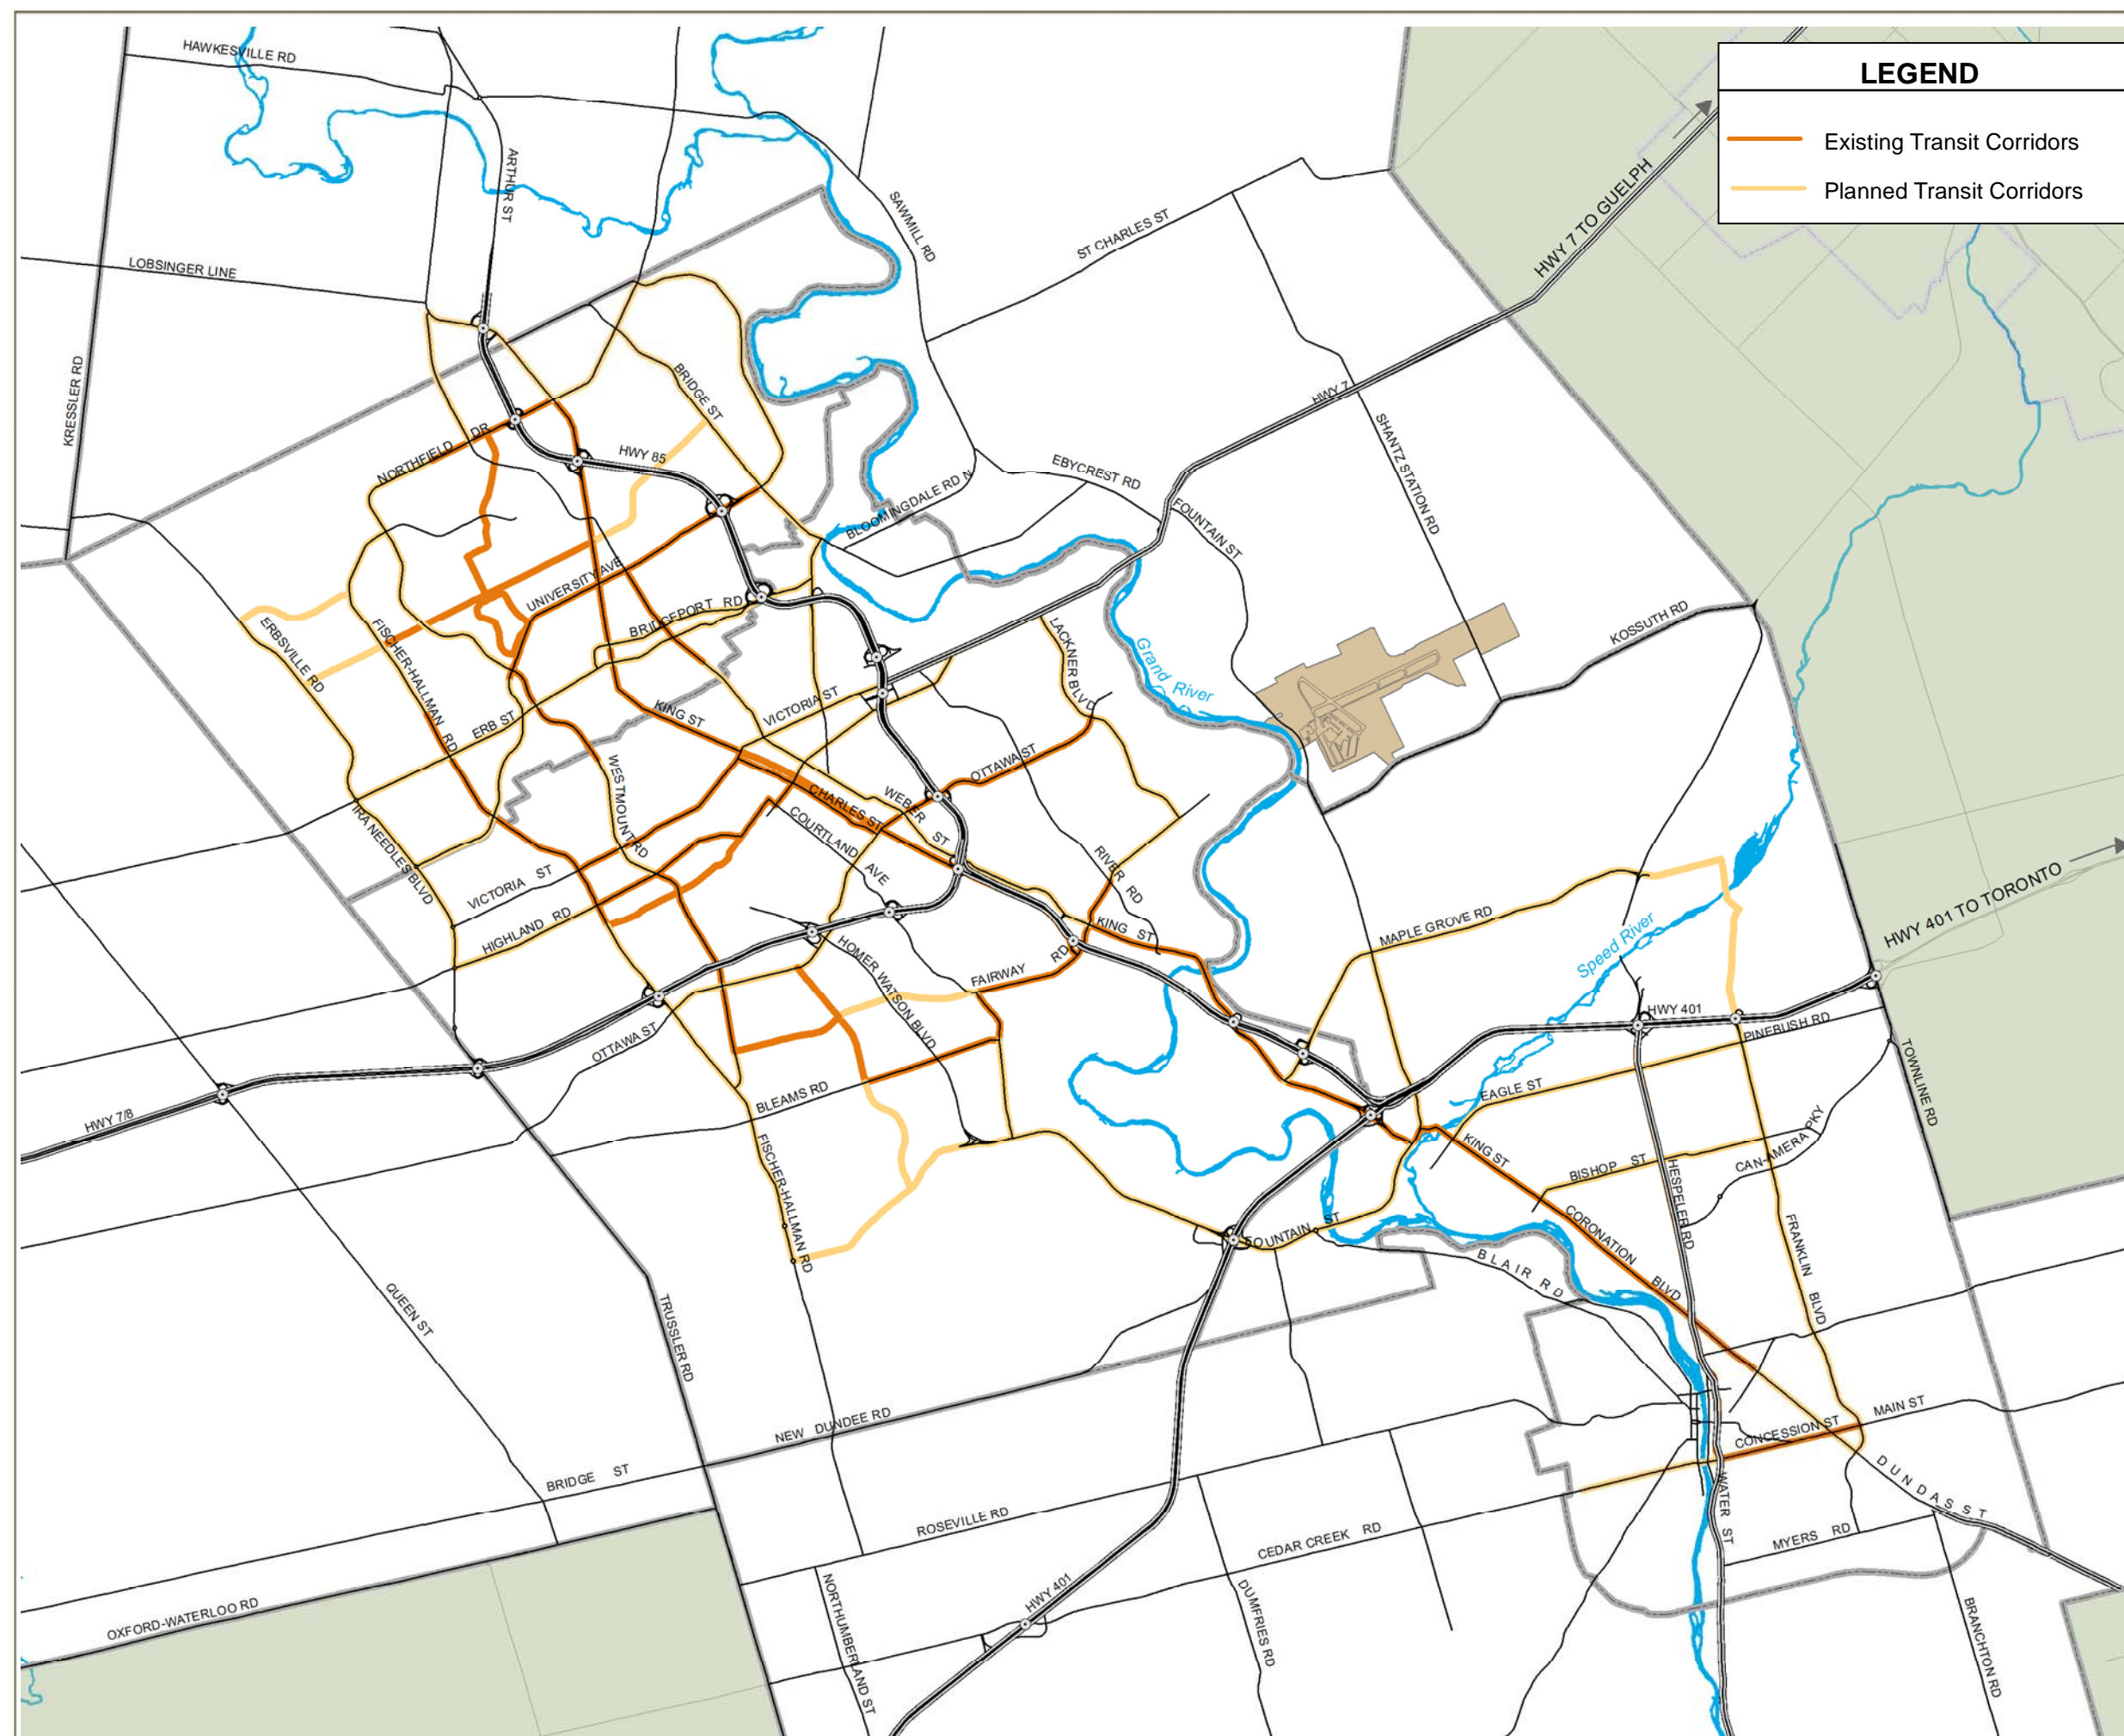 LEGEND
Existing Transit Corridors
Planned Transit Corridors
HAWKESVILLE RD
ARTHUR ST
SAWMILL RD
ST CHARLES ST
HWY 7 TO GUELPH
LOBSINGER LINE
KRESSLER RD
BRIDGE ST
HWY 7
NORTHFIELD DR
HWY 85
SHANTZ STATION RD
EBYCREST RD
BLOOMINGDALE RD N
FOUNTAIN ST
UNIVERSITY AVE
BRIDGEPORT RD
ERBSVILLE RD
FISCHER-HALLMAN RD
LACKNER BLVD
Grand River
KOSSUTH RD
ERB ST
KING ST
VICTORIA ST
WESTMOUNT RD
OTTAWA ST
CHARLES ST
WEBER ST
COURTLAND AVE
IRA NEEDLES BLVD
VICTORIA ST
HIGHLAND RD
RIVER RD
KING ST
MAPLE GROVE RD
HWY 401 TO TORONTO
Speed River
HOMER WATSON BLVD
FAIRWAY RD
OTTAWA ST
HWY 401
PINEBUSH RD
TOWNLINE RD
HWY 7/8
BLEAMS RD
EAGLE ST
FISCHER-HALLMAN RD
KING ST
BISHOP ST
CAN-AMERA PKY
HESPELER RD
FOUNTAIN ST
BLAIR RD
CORONATION BLVD
FRANKLIN BLVD
QUEEN ST
TRUSSLER RD
NEW DUNDEE RD
CONCESSION ST
MAIN ST
DUNDAS ST
BRIDGE ST
WATER ST
ROSEVILLE RD
CEDAR CREEK RD
MYERS RD
OXFORD-WATERLOO RD
NORTHUMBERLAND ST
HWY 401
DUMFRIES RD
BRANCHTON RD